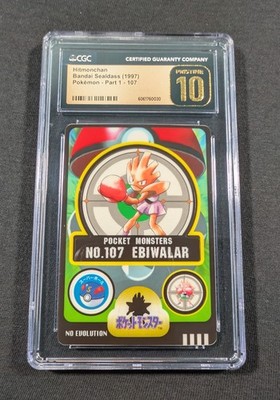 CGC CERTIFIED GUARANTY COMPANY
Hitmonchan
Bandai Sealdass (1997)
Pokémon - Part 1 - 107
PRISTINE
10
POCKET MONSTERS
NO.107 EBIWALAR
ポケットモンスター
NO EVOLUTION